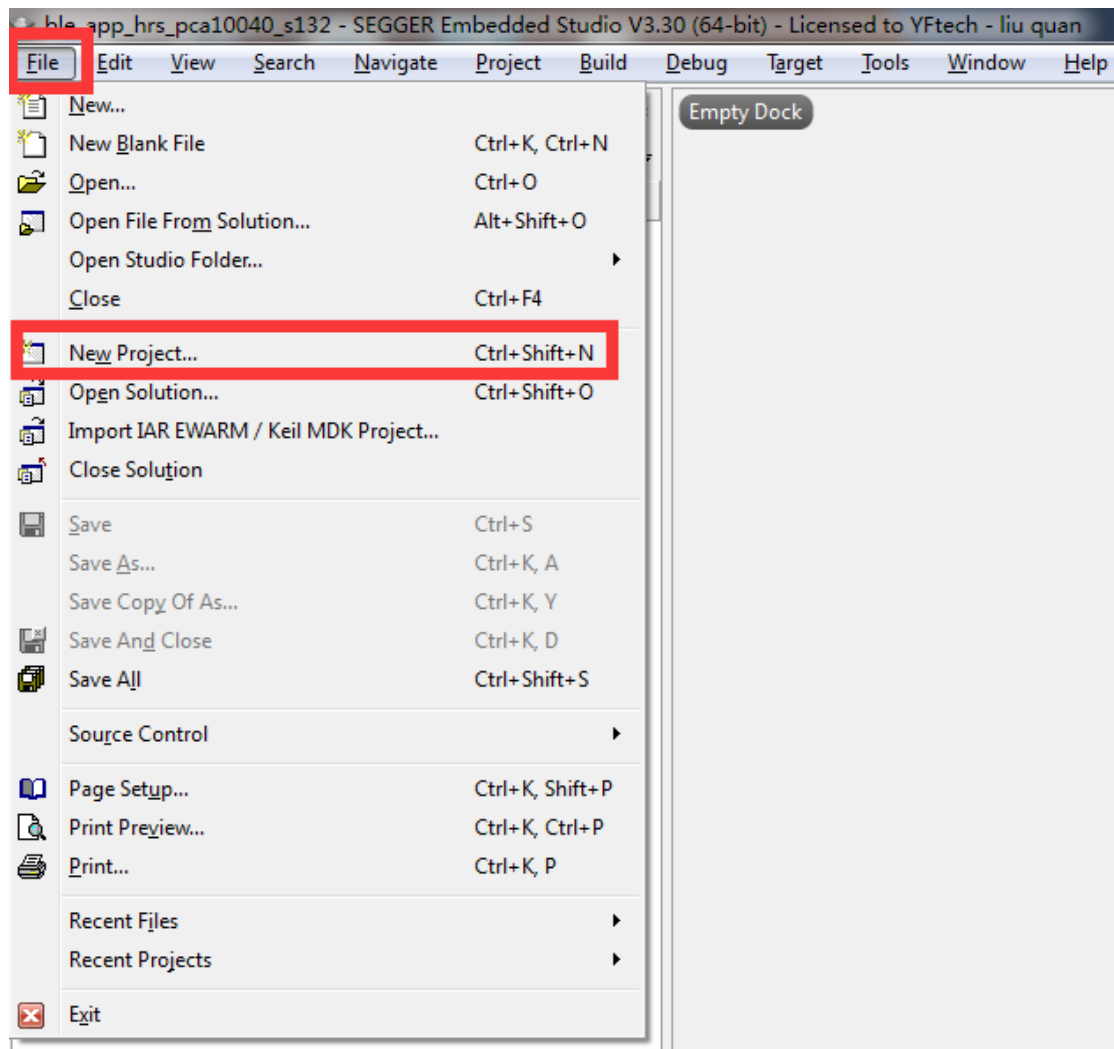 ble_app_hrs_pca10040_s132 - SEGGER Embedded Studio V3.30 (64-bit) - Licensed to YFtech - liu quan
File Edit View Search Navigate Project Build Debug Target Tools Window Help
New...
Empty Dock
New Blank File Ctrl+K, Ctrl+N
Open... Ctrl+O
Open File From Solution... Alt+Shift+O
Open Studio Folder...
Close Ctrl+F4
New Project... Ctrl+Shift+N
Open Solution... Ctrl+Shift+O
Import IAR EWARM / Keil MDK Project...
Close Solution
Save Ctrl+S
Save As... Ctrl+K, A
Save Copy Of As... Ctrl+K, Y
Save And Close Ctrl+K, D
Save All Ctrl+Shift+S
Source Control
Page Setup... Ctrl+K, Shift+P
Print Preview... Ctrl+K, Ctrl+P
Print... Ctrl+K, P
Recent Files
Recent Projects
Exit